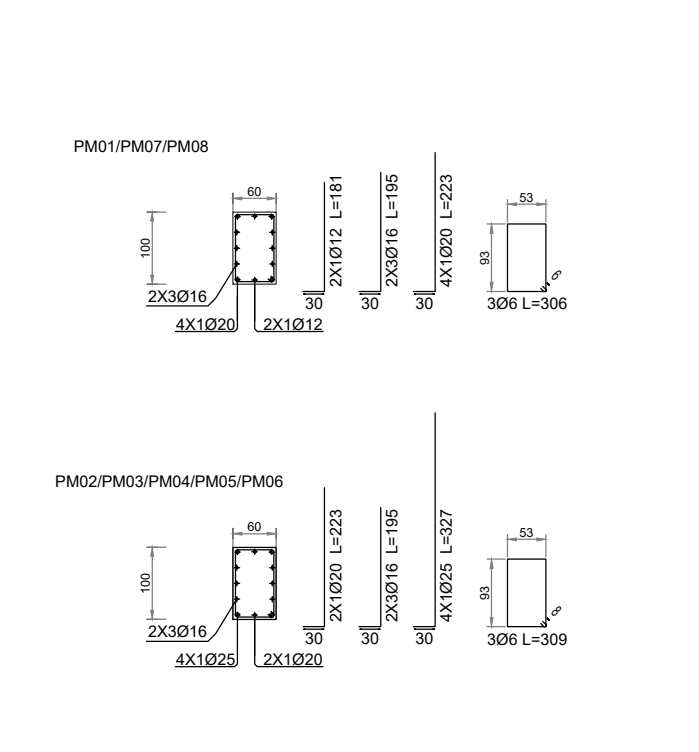 PM01/PM07/PM08
60
100
2X3Ø16
4X1Ø20
2X1Ø12
2X1Ø12 L=181
30
2X3Ø16 L=195
30
4X1Ø20 L=223
30
53
93
6
3Ø6 L=306
PM02/PM03/PM04/PM05/PM06
60
100
2X3Ø16
4X1Ø25
2X1Ø20
2X1Ø20 L=223
30
2X3Ø16 L=195
30
4X1Ø25 L=327
30
53
93
8
3Ø6 L=309